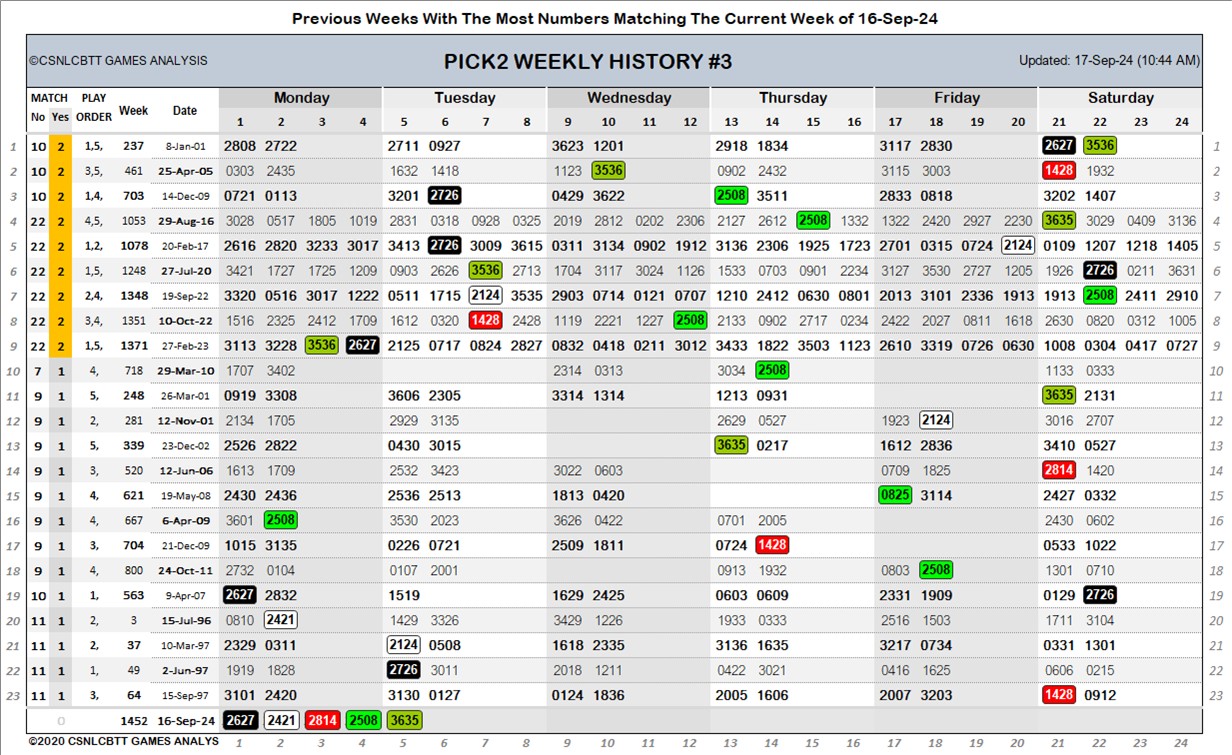 Previous Weeks With The Most Numbers Matching The Current Week of 16-Sep-24
©CSNLCBTT GAMES ANALYSIS PICK2 WEEKLY HISTORY #3 Updated: 17-Sep-24 (10:44 AM)
MATCH PLAY Week Date Monday Tuesday Wednesday Thursday Friday Saturday
No Yes ORDER 1 2 3 4 5 6 7 8 9 10 11 12 13 14 15 16 17 18 19 20 21 22 23 24
1 10 2 1,5, 237 8-Jan-01 2808 2722 2711 0927 3623 1201 2918 1834 3117 2830 2627 3536 1
2 10 2 3,5, 461 25-Apr-05 0303 2435 1632 1418 1123 3536 0902 2432 3115 3003 1428 1932 2
3 10 2 1,4, 703 14-Dec-09 0721 0113 3201 2726 0429 3622 2508 3511 2833 0818 3202 1407 3
4 22 2 4,5, 1053 29-Aug-16 3028 0517 1805 1019 2831 0318 0928 0325 2019 2812 0202 2306 2127 2612 2508 1332 1322 2420 2927 2230 3635 3029 0409 3136 4
5 22 2 1,2, 1078 20-Feb-17 2616 2820 3233 3017 3413 2726 3009 3615 0311 3134 0902 1912 3136 2306 1925 1723 2701 0315 0724 2124 0109 1207 1218 1405 5
6 22 2 1,5, 1248 27-Jul-20 3421 1727 1725 1209 0903 2626 3536 2713 1704 3117 3024 1126 1533 0703 0901 2234 3127 3530 2727 1205 1926 2726 0211 3631 6
7 22 2 2,4, 1348 19-Sep-22 3320 0516 3017 1222 0511 1715 2124 3535 2903 0714 0121 0707 1210 2412 0630 0801 2013 3101 2336 1913 1913 2508 2411 2910 7
8 22 2 3,4, 1351 10-Oct-22 1516 2325 2412 1709 1612 0320 1428 2428 1119 2221 1227 2508 2133 0902 2717 0234 2422 2327 0811 1618 2630 0820 0312 1005 8
9 22 2 1,5, 1371 27-Feb-23 3113 3228 3536 2627 2125 0717 0824 2827 0832 0418 0211 3012 3433 1822 3503 1123 2610 3319 0726 0630 1008 0304 0417 0727 9
10 7 1 4, 718 29-Mar-10 1707 3402 2314 0313 3034 2508 1133 0333 10
11 9 1 5, 248 26-Mar-01 0919 3308 3606 2305 3314 1314 1213 0931 3635 2131 11
12 9 1 2, 281 12-Nov-01 2134 1705 2929 3135 2629 0527 1923 2124 3016 2707 12
13 9 1 5, 339 23-Dec-02 2526 2822 0430 3015 3635 0217 1612 2836 3410 0527 13
14 9 1 3, 520 12-Jun-06 1613 1709 2532 3423 3022 0603 0709 1825 2814 1420 14
15 9 1 4, 621 19-May-08 2430 2436 2536 2513 1813 0420 0825 3114 2427 0332 15
16 9 1 4, 667 6-Apr-09 3601 2508 3530 2023 3626 0422 0701 2005 2430 0602 16
17 9 1 3, 704 21-Dec-09 1015 3135 0226 0721 2509 1811 0724 1428 0533 1022 17
18 9 1 4, 800 24-Oct-11 2732 0104 0107 2001 0913 1932 0803 2508 1301 0710 18
19 10 1 1, 563 9-Apr-07 2627 2832 1519 1629 2425 0603 0609 2331 1909 0129 2726 19
20 11 1 2, 3 15-Jul-96 0810 2421 1429 3326 3429 1226 1933 0333 2516 1503 1711 3104 20
21 11 1 2, 37 10-Mar-97 2329 0311 2124 0508 1618 2335 3136 1635 3217 0734 0331 1301 21
22 11 1 1, 49 2-Jun-97 1919 1828 2726 3011 2018 1211 0422 3021 0416 1625 0606 0215 22
23 11 1 3, 64 15-Sep-97 3101 2420 3130 0127 0124 1836 2005 1606 2007 3203 1428 0912 23
0 1452 16-Sep-24 2627 2421 2814 2508 3635
©2020 CSNLCBTT GAMES ANALYS 1 2 3 4 5 6 7 8 9 10 11 12 13 14 15 16 17 18 19 20 21 22 23 24